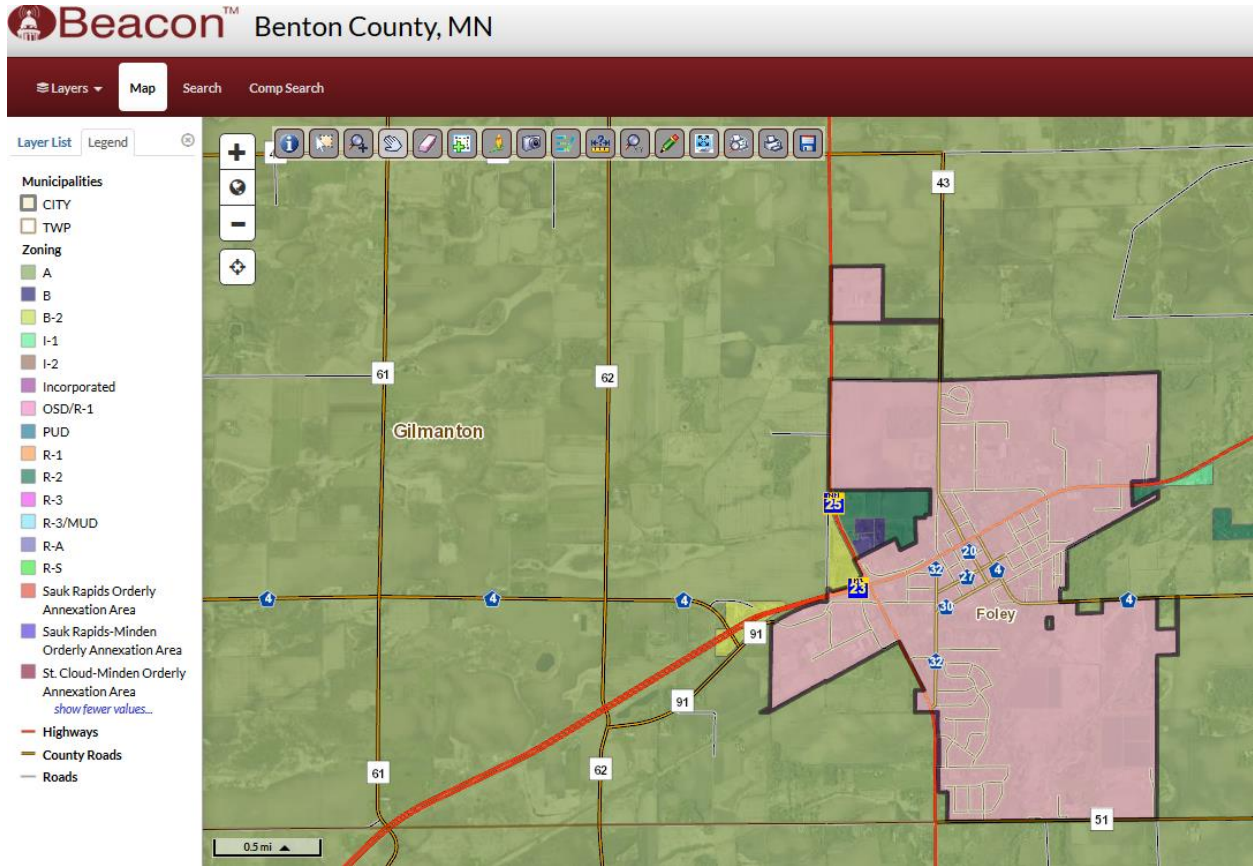 Beacon™ Benton County, MN
Layers Map Search Comp Search
Layer List Legend
Municipalities
CITY
TWP
Zoning
A
B
B-2
I-1
I-2
Incorporated
OSD/R-1
PUD
R-1
R-2
R-3
R-3/MUD
R-A
R-S
Sauk Rapids Orderly
Annexation Area
Sauk Rapids-Minden
Orderly Annexation Area
St. Cloud-Minden Orderly
Annexation Area
show fewer values...
Highways
County Roads
Roads
43
61
62
Gilmanton
25
20
32
27
4
23
4
4
4
4
30
Foley
91
32
91
61
62
51
0.5 mi